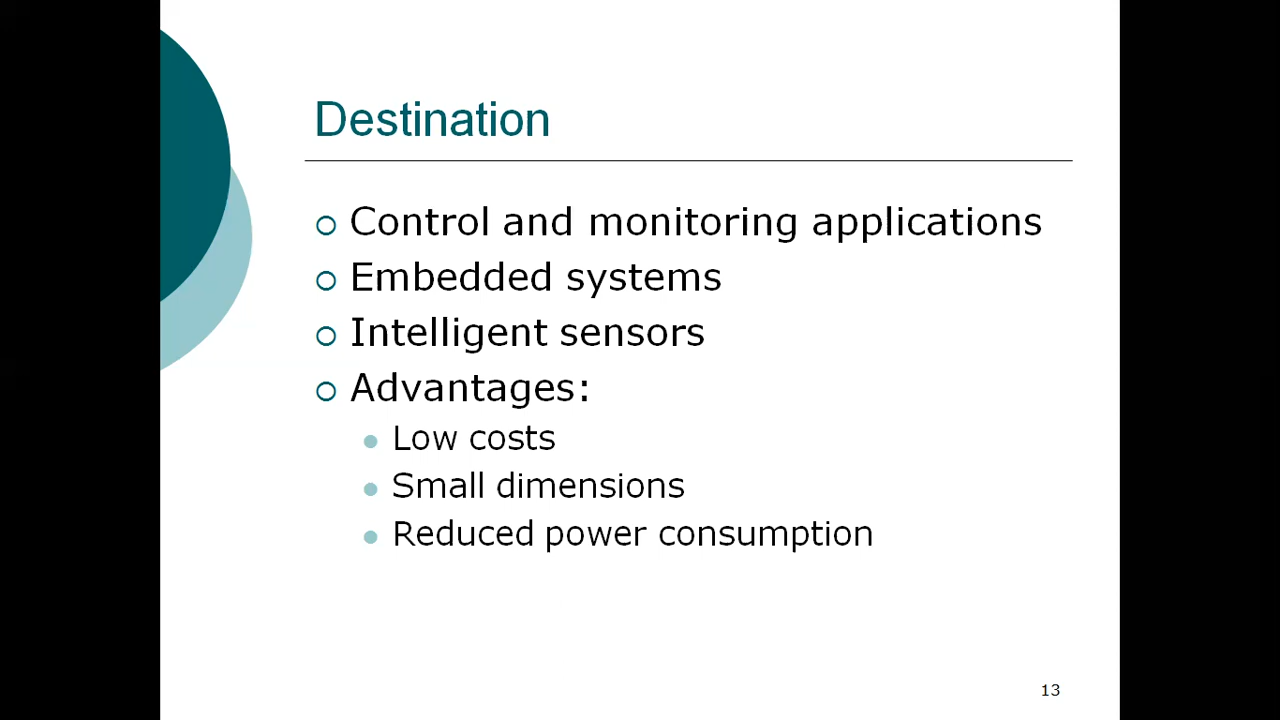 Destination
Control and monitoring applications
Embedded systems
Intelligent sensors
Advantages:
Low costs
Small dimensions
Reduced power consumption
13